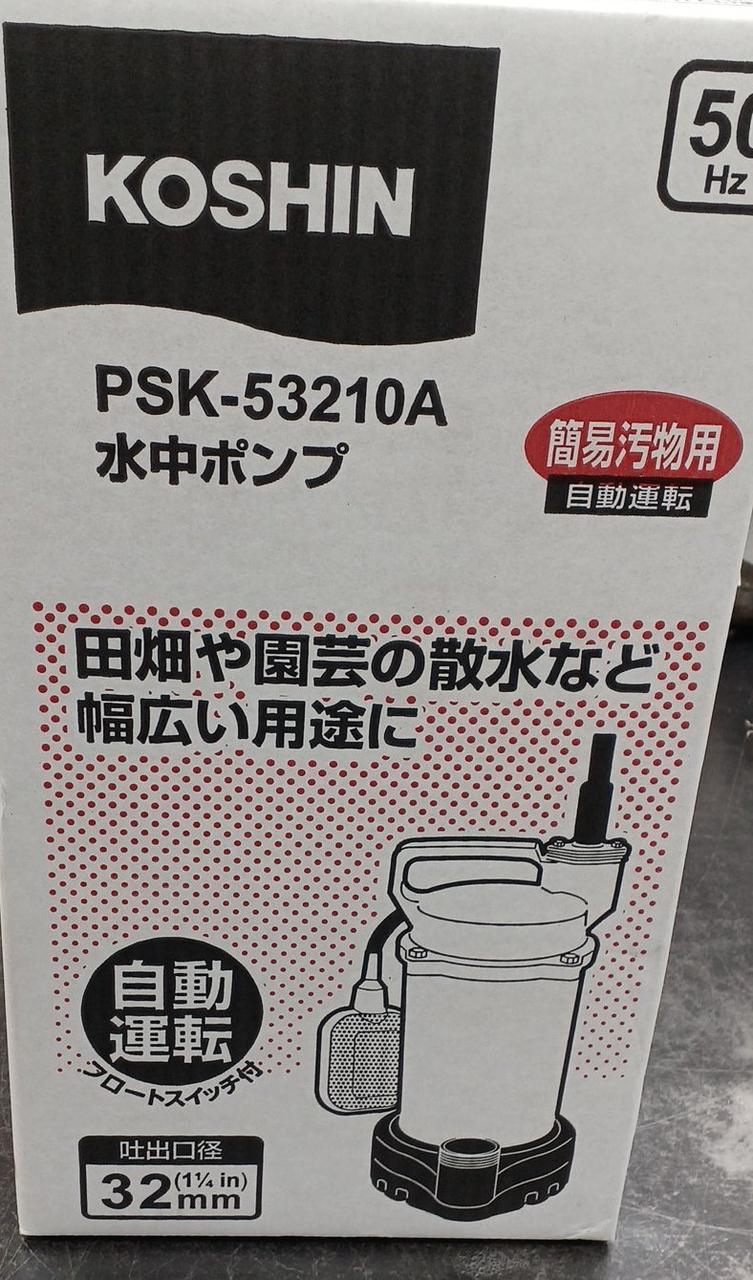 KOSHIN
50
Hz
PSK-53210A
水中ポンプ
簡易汚物用
自動運転
田畑や園芸の散水など
幅広い用途に
自動
運転
フロートスイッチ付
吐出口径
32 (1¼ in)
mm